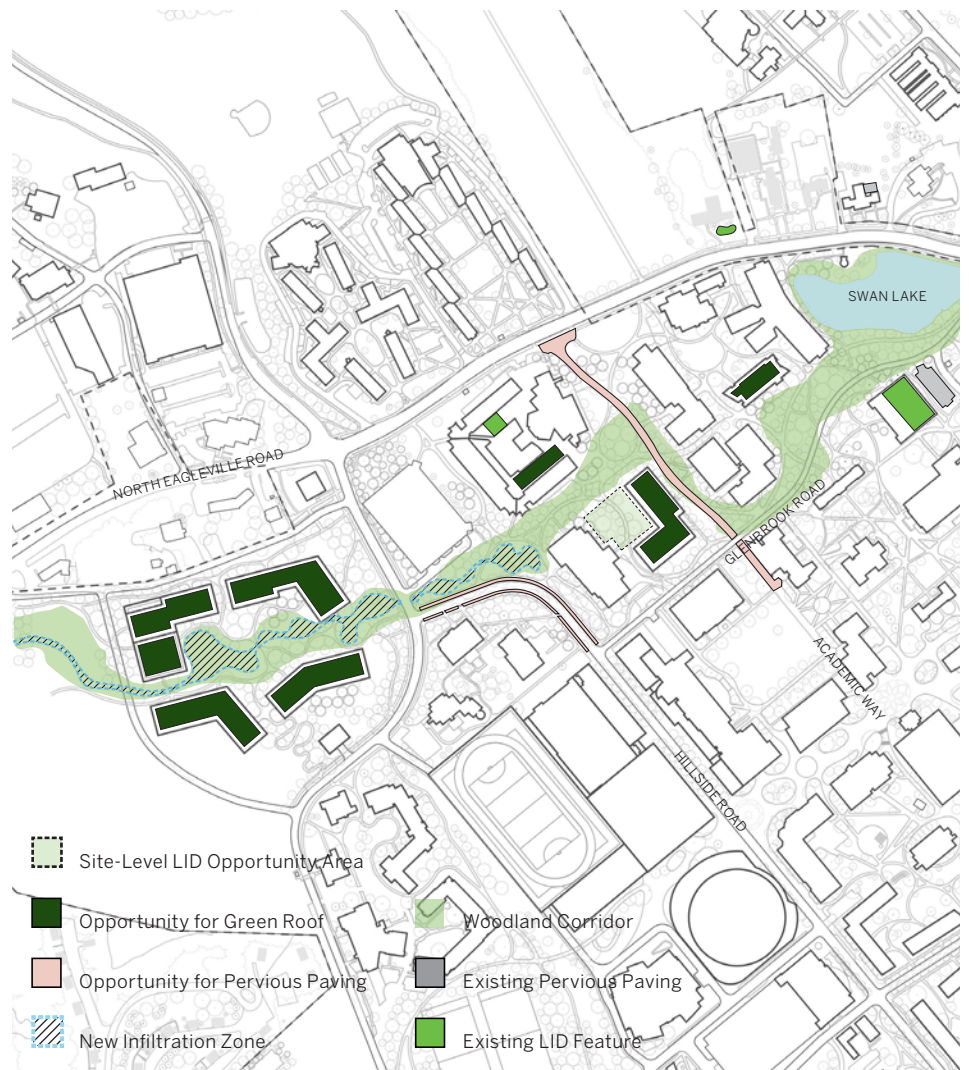 SWAN LAKE
NORTH EAGLEVILLE ROAD
GLENBROOK ROAD
ACADEMIC WAY
HILLSIDE ROAD
Site-Level LID Opportunity Area
Opportunity for Green Roof
Woodland Corridor
Opportunity for Pervious Paving
Existing Pervious Paving
New Infiltration Zone
Existing LID Feature